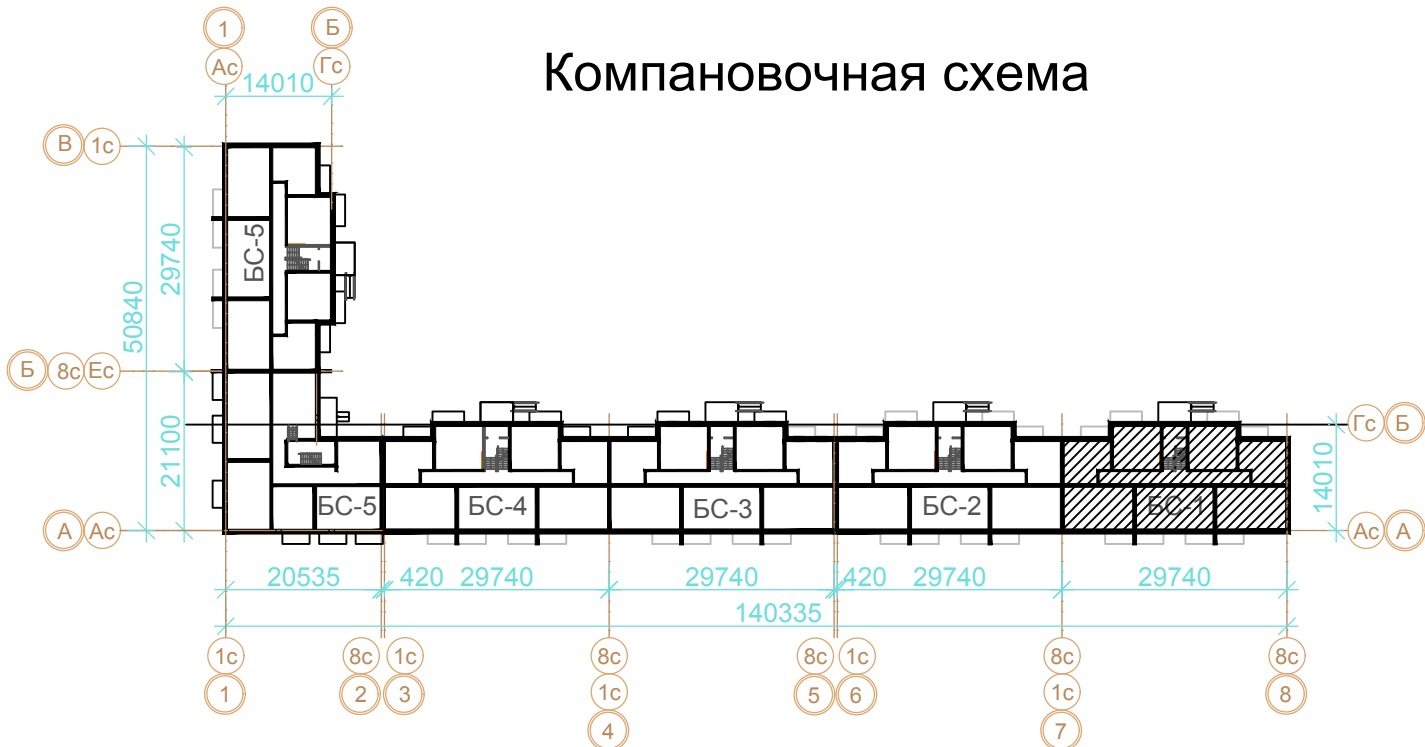 1 Б
Ас Гс
Компановочная схема
14010
В 1с
БС-5
29740
50840
Б 8с Ес
21100
Гс Б
14010
БС-5 БС-4 БС-3 БС-2 БС-1
А Ас
Ас А
20535 420 29740 29740 420 29740 29740
140335
1с 8с 1с 8с 8с 1с 8с 8с
1 2 3 1с 5 6 1с 8
4 7